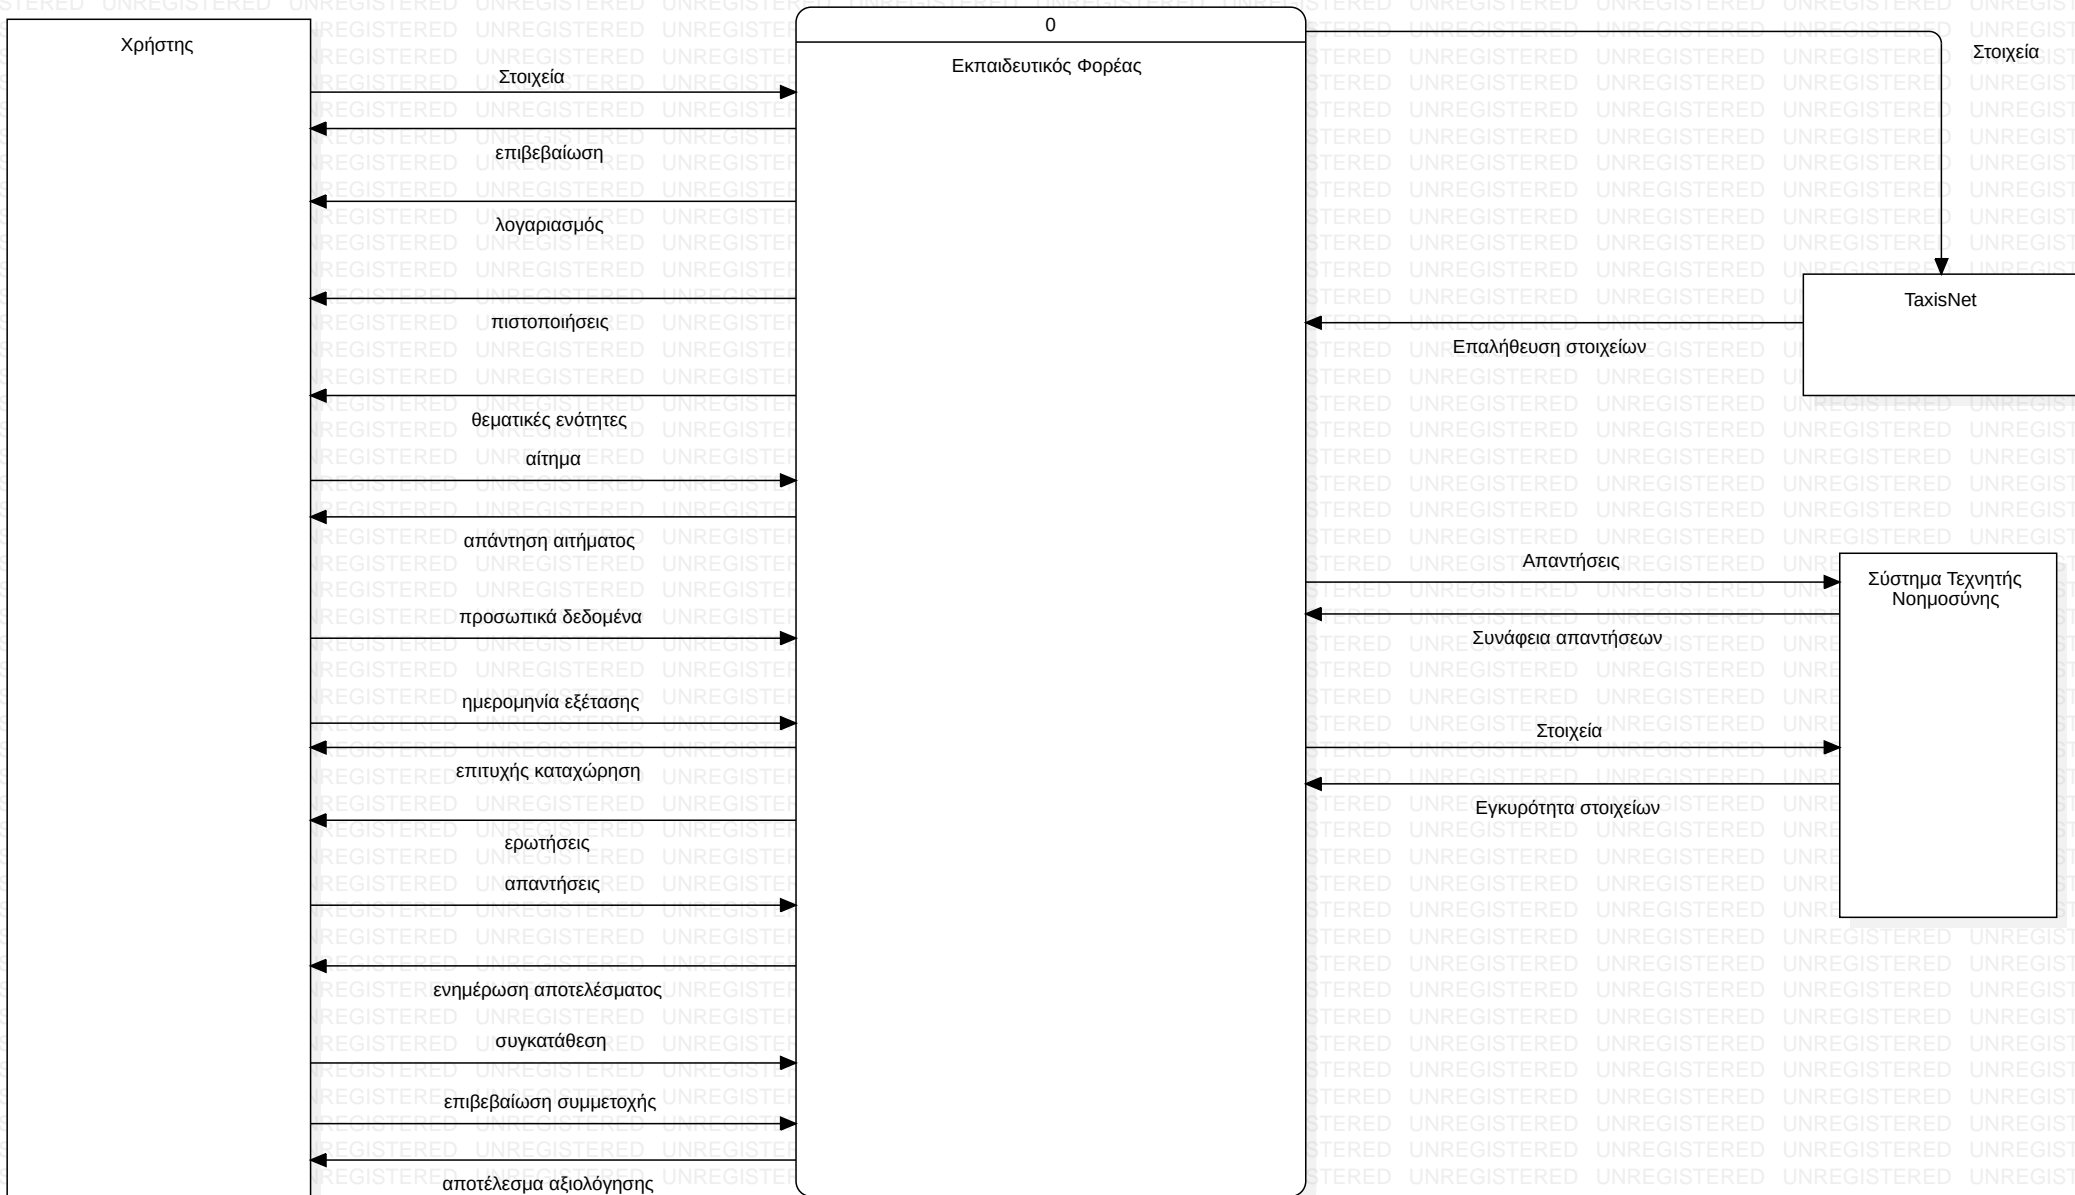 Χρήστης
0
Εκπαιδευτικός Φορέας
Στοιχεία
Στοιχεία
επιβεβαίωση
λογαριασμός
TaxisNet
πιστοποιήσεις
Επαλήθευση στοιχείων
θεματικές ενότητες
αίτημα
απάντηση αιτήματος
Απαντήσεις
Σύστημα Τεχνητής
Νοημοσύνης
προσωπικά δεδομένα
Συνάφεια απαντήσεων
ημερομηνία εξέτασης
Στοιχεία
επιτυχής καταχώρηση
Εγκυρότητα στοιχείων
ερωτήσεις
απαντήσεις
ενημέρωση αποτελέσματος
συγκατάθεση
επιβεβαίωση συμμετοχής
αποτέλεσμα αξιολόγησης